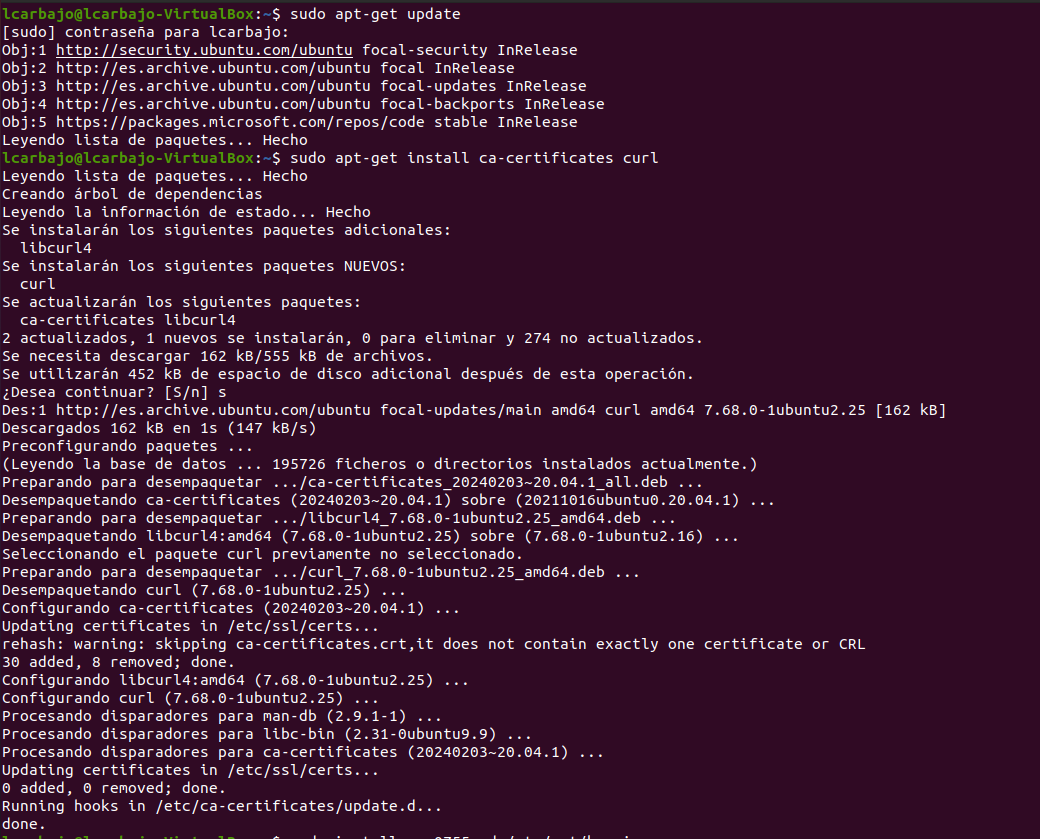 lcarbajo@lcarbajo-VirtualBox:~$ sudo apt-get update
[sudo] contraseña para lcarbajo:
Obj:1 http://security.ubuntu.com/ubuntu focal-security InRelease
Obj:2 http://es.archive.ubuntu.com/ubuntu focal InRelease
Obj:3 http://es.archive.ubuntu.com/ubuntu focal-updates InRelease
Obj:4 http://es.archive.ubuntu.com/ubuntu focal-backports InRelease
Obj:5 https://packages.microsoft.com/repos/code stable InRelease
Leyendo lista de paquetes... Hecho
lcarbajo@lcarbajo-VirtualBox:~$ sudo apt-get install ca-certificates curl
Leyendo lista de paquetes... Hecho
Creando árbol de dependencias
Leyendo la información de estado... Hecho
Se instalarán los siguientes paquetes adicionales:
  libcurl4
Se instalarán los siguientes paquetes NUEVOS:
  curl
Se actualizarán los siguientes paquetes:
  ca-certificates libcurl4
2 actualizados, 1 nuevos se instalarán, 0 para eliminar y 274 no actualizados.
Se necesita descargar 162 kB/555 kB de archivos.
Se utilizarán 452 kB de espacio de disco adicional después de esta operación.
¿Desea continuar? [S/n] s
Des:1 http://es.archive.ubuntu.com/ubuntu focal-updates/main amd64 curl amd64 7.68.0-1ubuntu2.25 [162 kB]
Descargados 162 kB en 1s (147 kB/s)
Preconfigurando paquetes ...
(Leyendo la base de datos ... 195726 ficheros o directorios instalados actualmente.)
Preparando para desempaquetar .../ca-certificates_20240203~20.04.1_all.deb ...
Desempaquetando ca-certificates (20240203~20.04.1) sobre (20211016ubuntu0.20.04.1) ...
Preparando para desempaquetar .../libcurl4_7.68.0-1ubuntu2.25_amd64.deb ...
Desempaquetando libcurl4:amd64 (7.68.0-1ubuntu2.25) sobre (7.68.0-1ubuntu2.16) ...
Seleccionando el paquete curl previamente no seleccionado.
Preparando para desempaquetar .../curl_7.68.0-1ubuntu2.25_amd64.deb ...
Desempaquetando curl (7.68.0-1ubuntu2.25) ...
Configurando ca-certificates (20240203~20.04.1) ...
Updating certificates in /etc/ssl/certs...
rehash: warning: skipping ca-certificates.crt,it does not contain exactly one certificate or CRL
30 added, 8 removed; done.
Configurando libcurl4:amd64 (7.68.0-1ubuntu2.25) ...
Configurando curl (7.68.0-1ubuntu2.25) ...
Procesando disparadores para man-db (2.9.1-1) ...
Procesando disparadores para libc-bin (2.31-0ubuntu9.9) ...
Procesando disparadores para ca-certificates (20240203~20.04.1) ...
Updating certificates in /etc/ssl/certs...
0 added, 0 removed; done.
Running hooks in /etc/ca-certificates/update.d...
done.